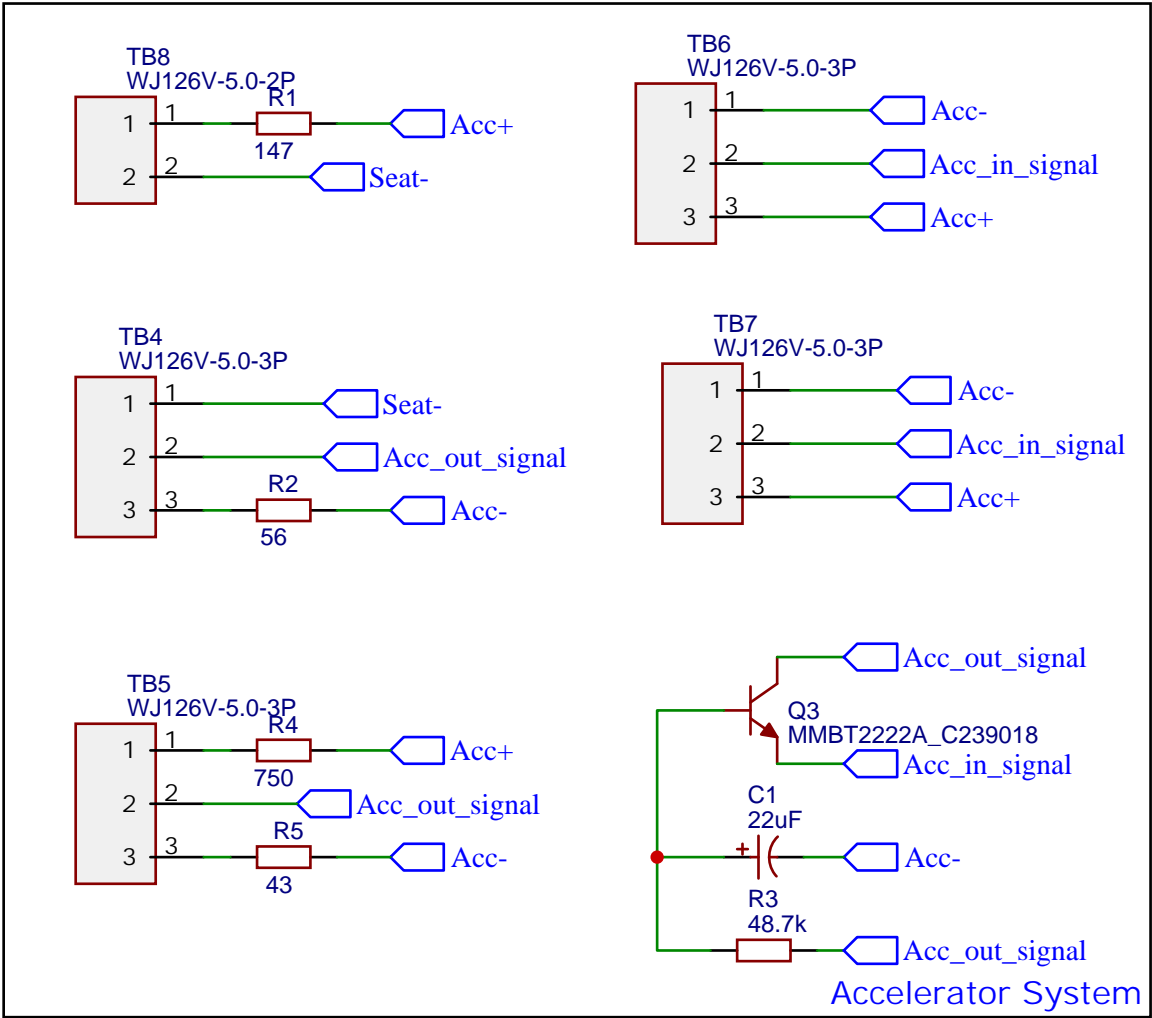 TB8
WJ126V-5.0-2P
R1
1 1 Acc+
147
2 2 Seat-
TB6
WJ126V-5.0-3P
1 1 Acc-
2 2 Acc_in_signal
3 3 Acc+
TB4
WJ126V-5.0-3P
1 1 Seat-
2 2 Acc_out_signal
R2
3 3 Acc-
56
TB7
WJ126V-5.0-3P
1 1 Acc-
2 2 Acc_in_signal
3 3 Acc+
TB5
WJ126V-5.0-3P
R4
1 1 Acc+
750
2 2 Acc_out_signal
R5
3 3 Acc-
43
Acc_out_signal
Q3
MMBT2222A_C239018
Acc_in_signal
C1
22uF
+ Acc-
R3
48.7k
Acc_out_signal
Accelerator System